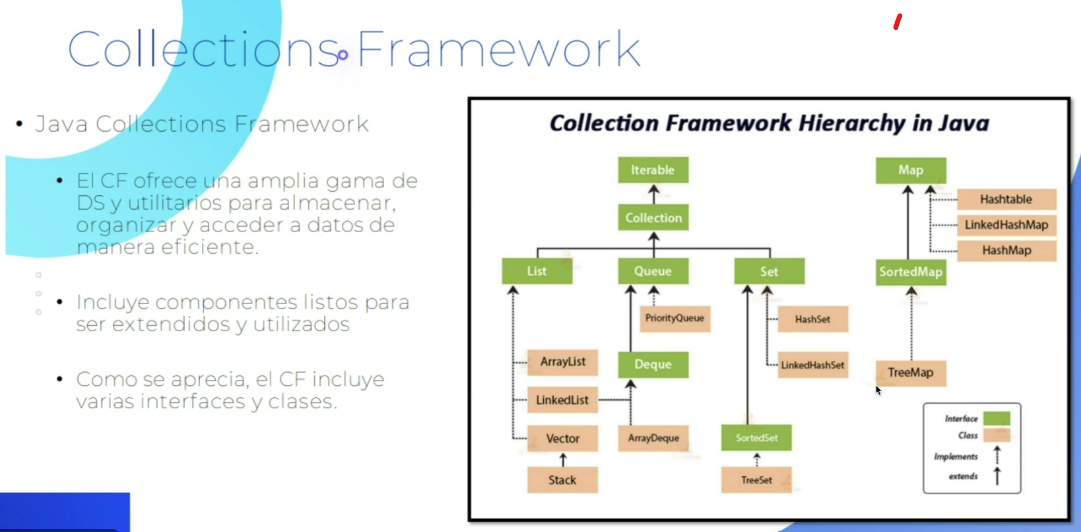 Collections Framework
• Java Collections Framework
• El CF ofrece una amplia gama de
DS y utilitarios para almacenar,
organizar y acceder a datos de
manera eficiente.
• Incluye componentes listos para
ser extendidos y utilizados
• Como se aprecia, el CF incluye
varias interfaces y clases.
Collection Framework Hierarchy in Java
Iterable
Map
Hashtable
Collection
LinkedHashMap
HashMap
List
Queue
Set
SortedMap
PriorityQueue
HashSet
ArrayList
Deque
LinkedHashSet
TreeMap
LinkedList
Vector
ArrayDeque
SortedSet
Stack
TreeSet
Interface
Class
Implements
extends